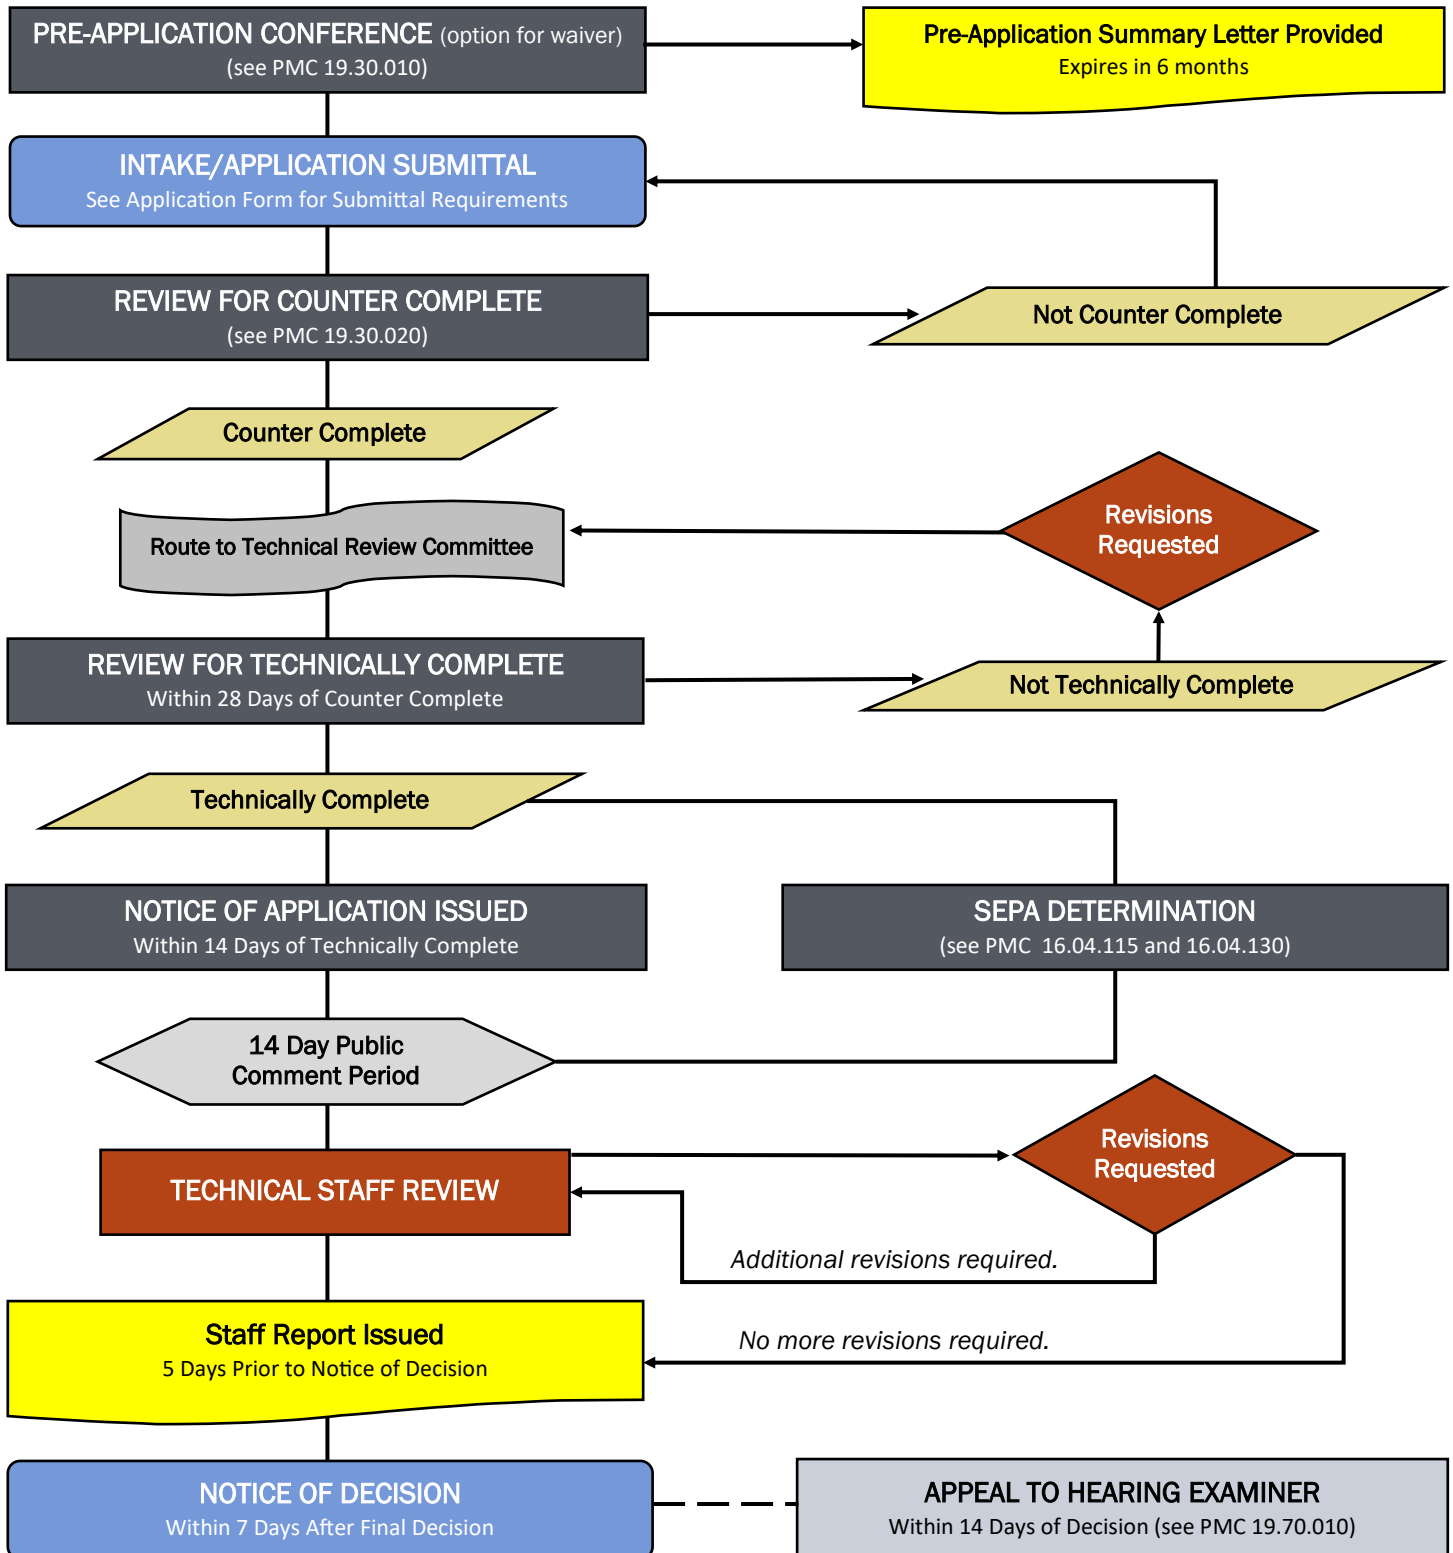 PRE-APPLICATION CONFERENCE (option for waiver)
(see PMC 19.30.010)
Pre-Application Summary Letter Provided
Expires in 6 months
INTAKE/APPLICATION SUBMITTAL
See Application Form for Submittal Requirements
REVIEW FOR COUNTER COMPLETE
(see PMC 19.30.020)
Not Counter Complete
Counter Complete
Route to Technical Review Committee
Revisions
Requested
REVIEW FOR TECHNICALLY COMPLETE
Within 28 Days of Counter Complete
Not Technically Complete
Technically Complete
NOTICE OF APPLICATION ISSUED
Within 14 Days of Technically Complete
SEPA DETERMINATION
(see PMC  16.04.115 and 16.04.130)
14 Day Public
Comment Period
TECHNICAL STAFF REVIEW
Revisions
Requested
Additional revisions required.
Staff Report Issued
5 Days Prior to Notice of Decision
No more revisions required.
NOTICE OF DECISION
Within 7 Days After Final Decision
APPEAL TO HEARING EXAMINER
Within 14 Days of Decision (see PMC 19.70.010)